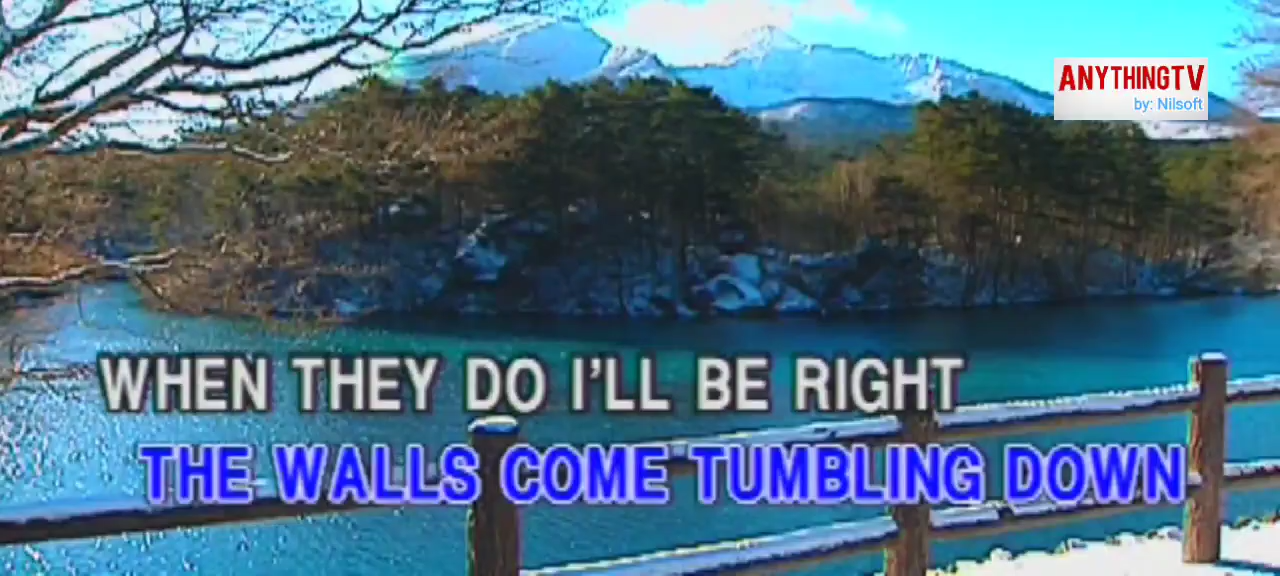 ANYTHINGTV
by: Nilsoft
WHEN THEY DO I'LL BE RIGHT
THE WALLS COME TUMBLING DOWN